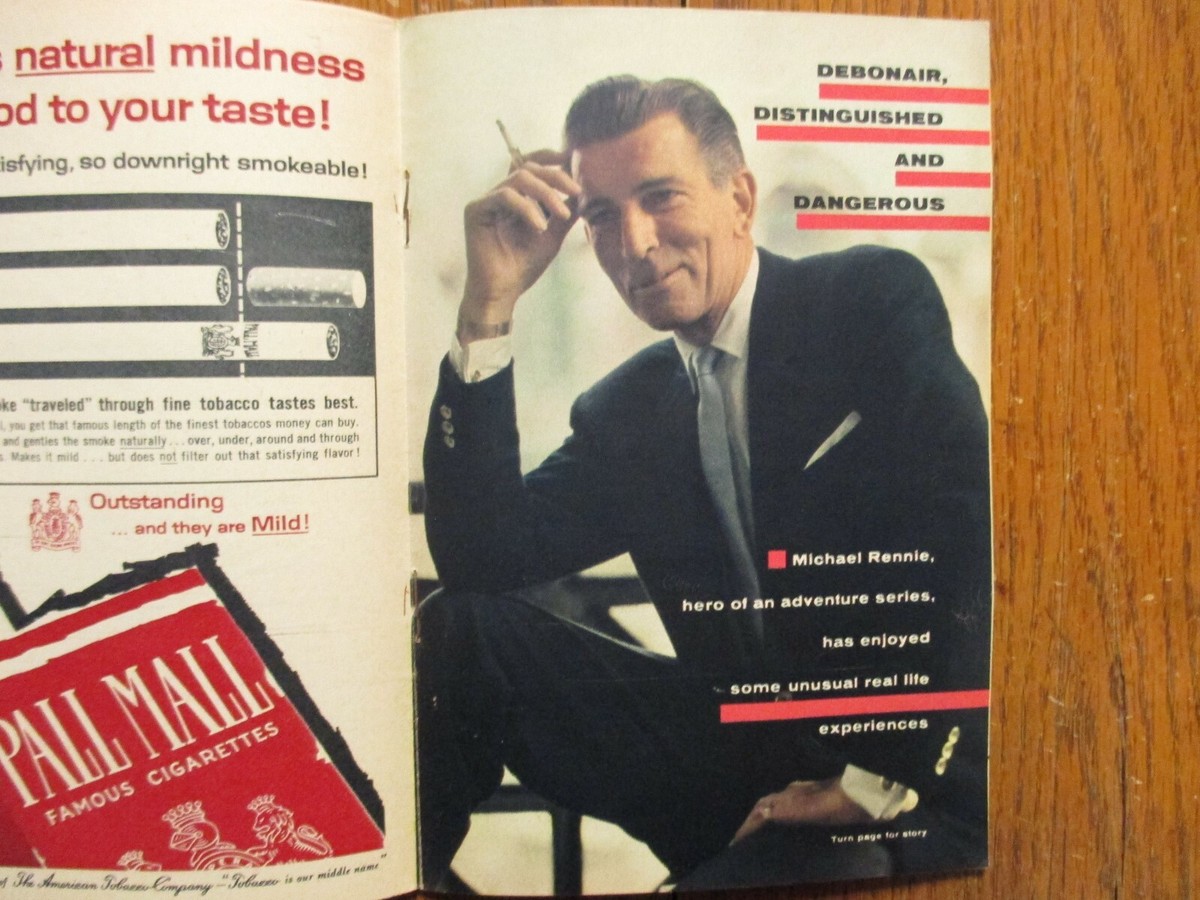 natural mildness
od to your taste!
isfying, so downright smokeable!
PALL MALL
ke "traveled" through fine tobacco tastes best.
l, you get that famous length of the finest tobaccos money can buy.
and gentles the smoke naturally... over, under, around and through
s. Makes it mild ... but does not filter out that satisfying flavor!
Outstanding
... and they are Mild!
PALL MALL
FAMOUS CIGARETTES
of The American Tobacco Company — "Tobacco is our middle name"
DEBONAIR,
DISTINGUISHED
AND
DANGEROUS
Michael Rennie,
hero of an adventure series,
has enjoyed
some unusual real life
experiences
Turn page for story